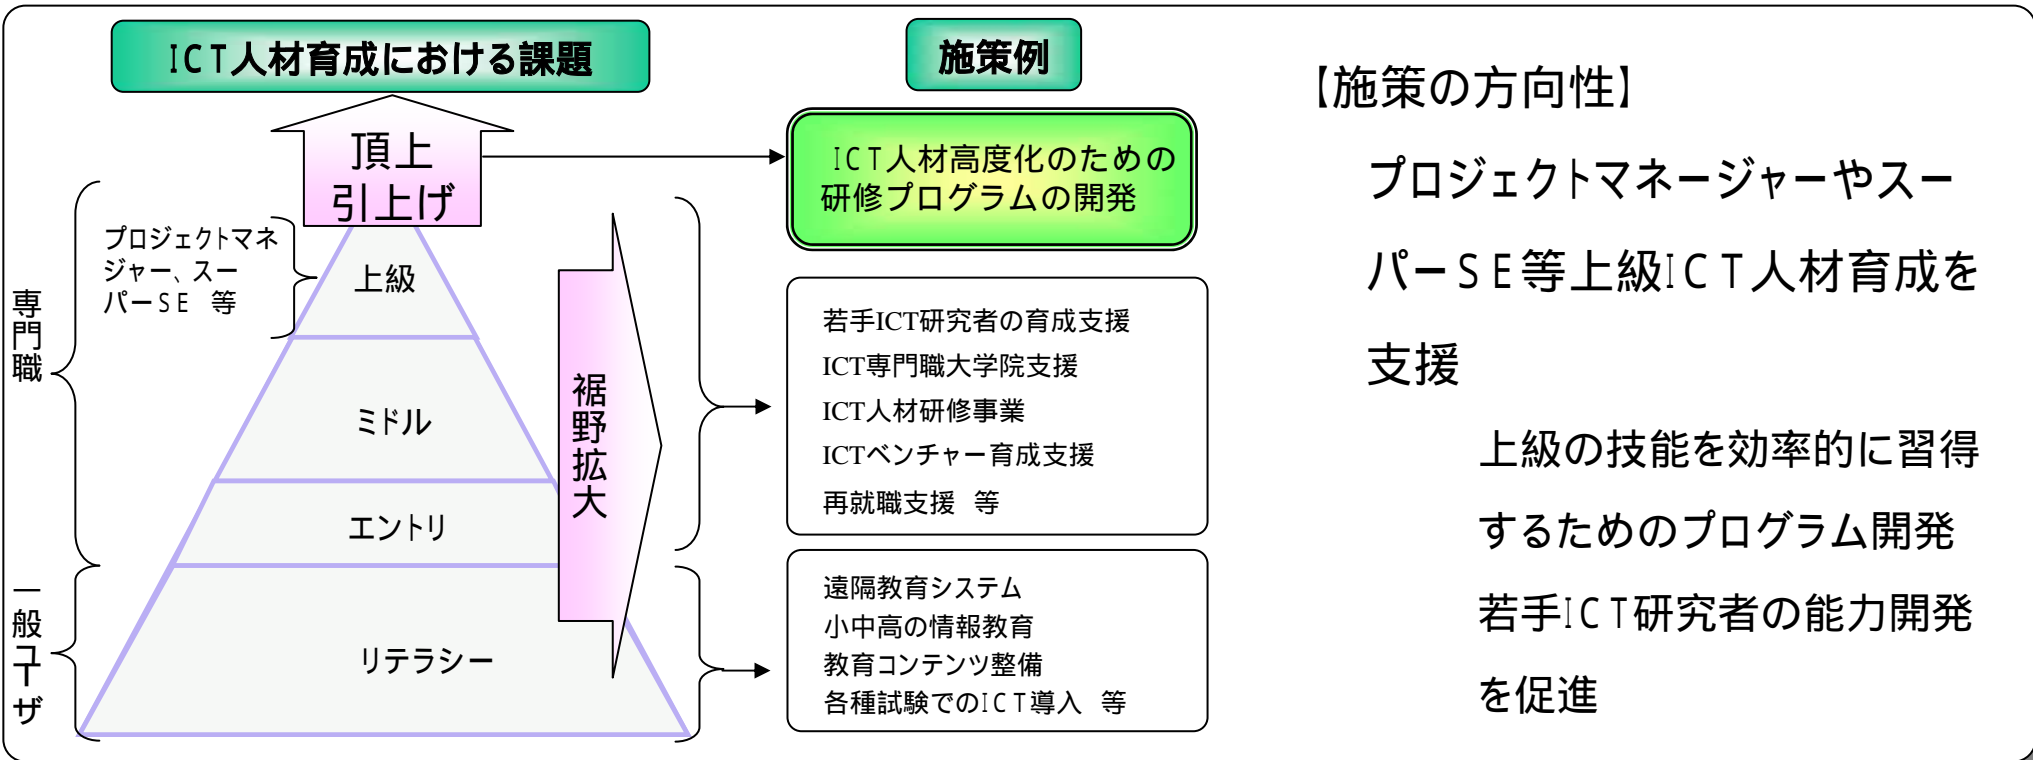 ICT人材育成における課題
施策例
頂上
引上げ
ICT人材高度化のための
研修プログラムの開発
専門職
プロジェクトマネ
ジャー、スー
パーSE 等
上級
ミドル
エントリ
裾野拡大
若手ICT研究者の育成支援
ICT専門職大学院支援
ICT人材研修事業
ICTベンチャー育成支援
再就職支援 等
一般ユーザ
リテラシー
遠隔教育システム
小中高の情報教育
教育コンテンツ整備
各種試験でのICT導入 等
【施策の方向性】
プロジェクトマネージャーやスー
パーSE等上級ICT人材育成を
支援
上級の技能を効率的に習得
するためのプログラム開発
若手ICT研究者の能力開発
を促進